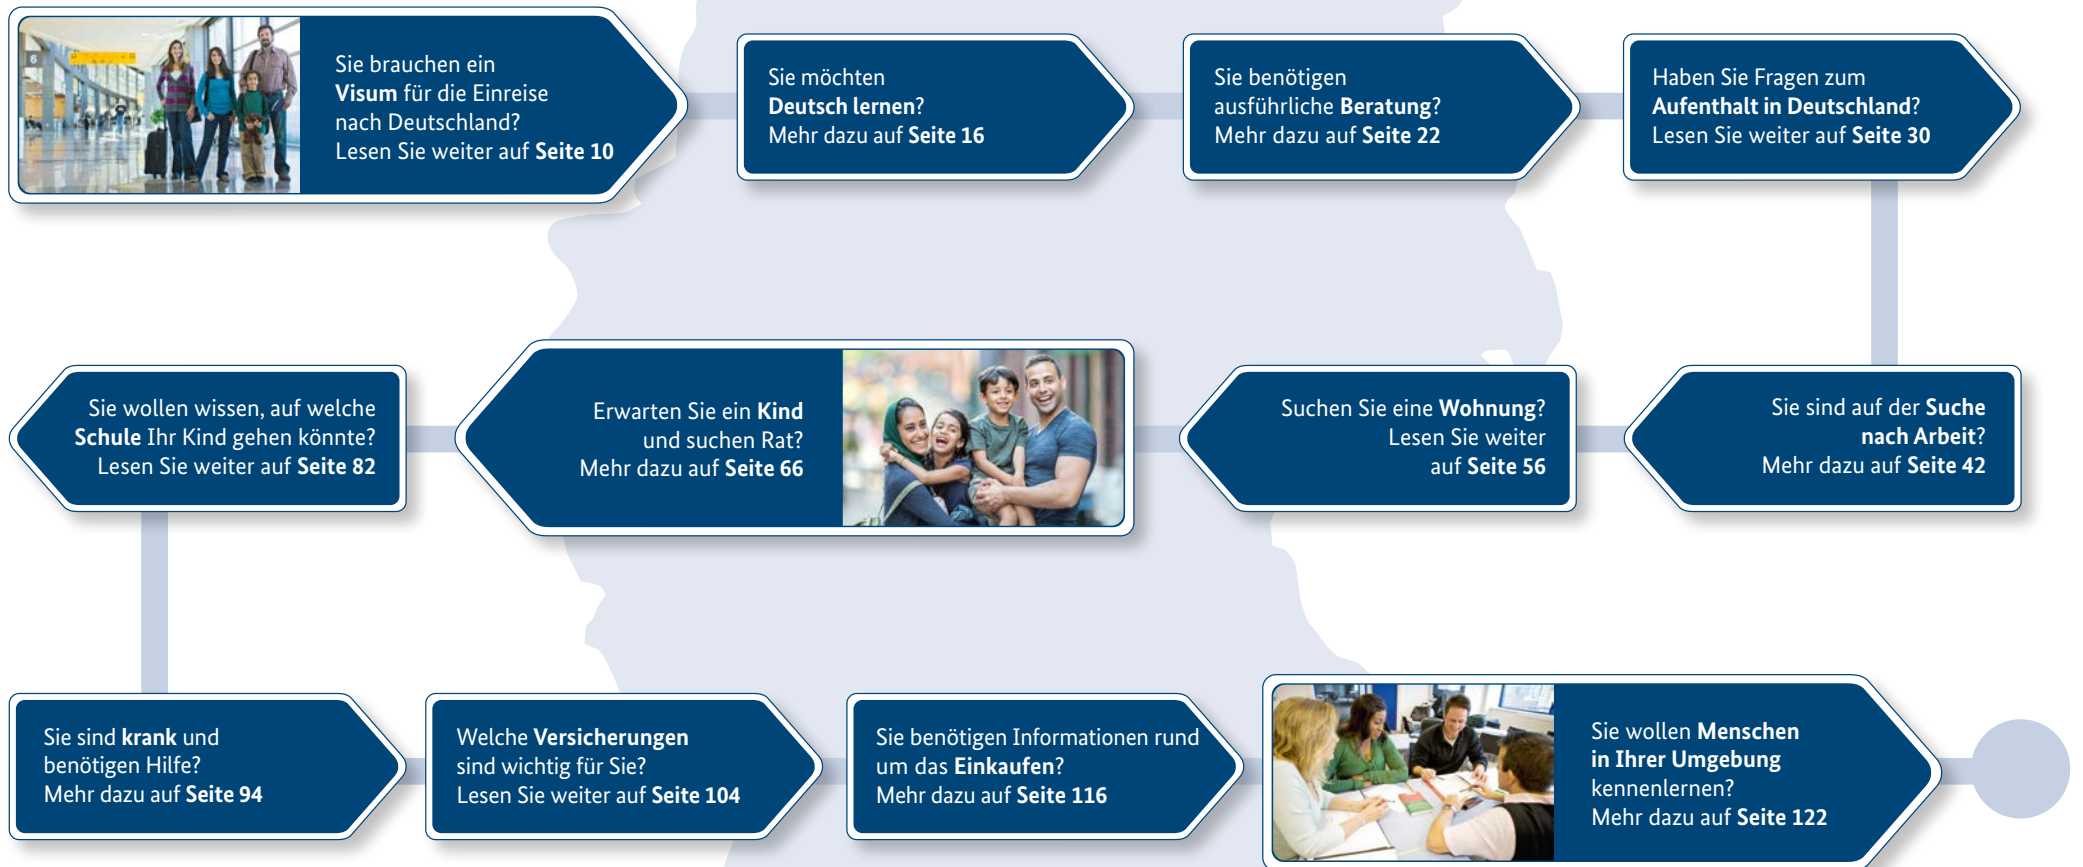 Sie brauchen ein
Visum für die Einreise
nach Deutschland?
Lesen Sie weiter auf Seite 10
Sie möchten
Deutsch lernen?
Mehr dazu auf Seite 16
Sie benötigen
ausführliche Beratung?
Mehr dazu auf Seite 22
Haben Sie Fragen zum
Aufenthalt in Deutschland?
Lesen Sie weiter auf Seite 30
Sie sind auf der Suche
nach Arbeit?
Mehr dazu auf Seite 42
Suchen Sie eine Wohnung?
Lesen Sie weiter
auf Seite 56
Erwarten Sie ein Kind
und suchen Rat?
Mehr dazu auf Seite 66
Sie wollen wissen, auf welche
Schule Ihr Kind gehen könnte?
Lesen Sie weiter auf Seite 82
Sie sind krank und
benötigen Hilfe?
Mehr dazu auf Seite 94
Welche Versicherungen
sind wichtig für Sie?
Lesen Sie weiter auf Seite 104
Sie benötigen Informationen rund
um das Einkaufen?
Mehr dazu auf Seite 116
Sie wollen Menschen
in Ihrer Umgebung
kennenlernen?
Mehr dazu auf Seite 122